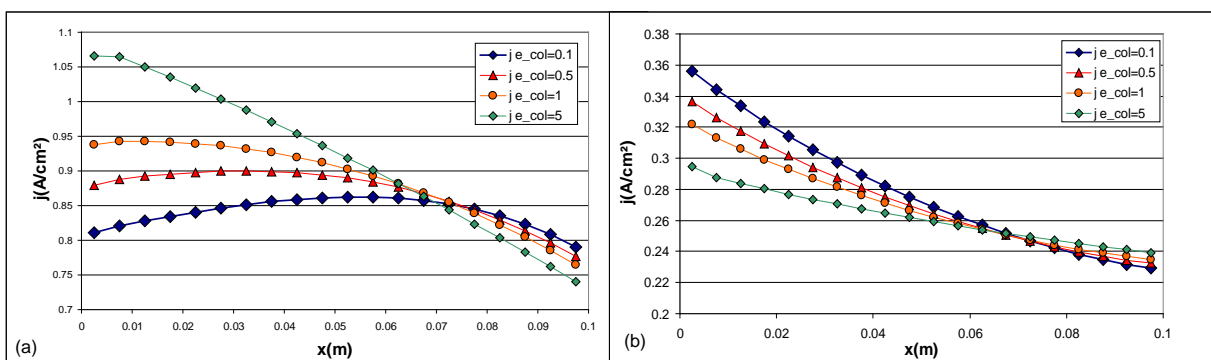 1.1
1.05
1
0.95
0.9
0.85
0.8
0.75
0.7
j(A/cm²)
0 0.01 0.02 0.03 0.04 0.05 0.06 0.07 0.08 0.09 0.1
x(m)
j e_col=0.1
j e_col=0.5
j e_col=1
j e_col=5
(a)
0.38
0.36
0.34
0.32
0.3
0.28
0.26
0.24
0.22
0.2
j(A/cm²)
0 0.02 0.04 0.06 0.08 0.1
x(m)
j e_col=0.1
j e_col=0.5
j e_col=1
j e_col=5
(b)